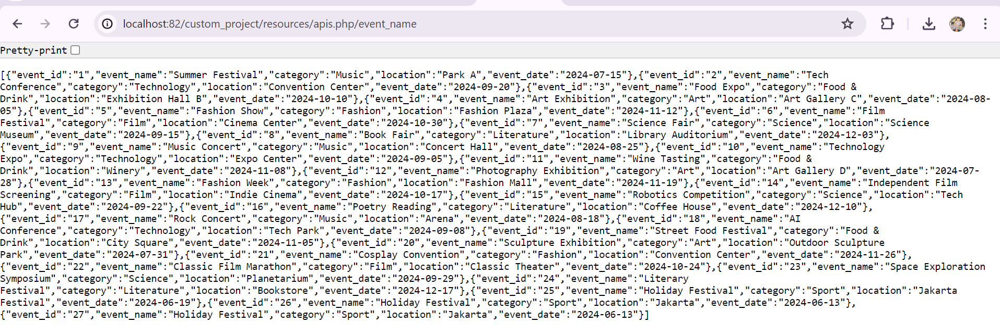 localhost:82/custom_project/resources/apis.php/event_name
Pretty-print
[{"event_id":"1","event_name":"Summer Festival","category":"Music","location":"Park A","event_date":"2024-07-15"},{"event_id":"2","event_name":"Tech
Conference","category":"Technology","location":"Convention Center","event_date":"2024-09-20"},{"event_id":"3","event_name":"Food Expo","category":"Food &
Drink","location":"Exhibition Hall B","event_date":"2024-10-10"},{"event_id":"4","event_name":"Art Exhibition","category":"Art","location":"Art Gallery C","event_date":"2024-08-
05"},{"event_id":"5","event_name":"Fashion Show","category":"Fashion","location":"Fashion Plaza","event_date":"2024-11-12"},{"event_id":"6","event_name":"Film
Festival","category":"Film","location":"Cinema Center","event_date":"2024-10-30"},{"event_id":"7","event_name":"Science Fair","category":"Science","location":"Science
Museum","event_date":"2024-09-15"},{"event_id":"8","event_name":"Book Fair","category":"Literature","location":"Library Auditorium","event_date":"2024-12-03"},
{"event_id":"9","event_name":"Music Concert","category":"Music","location":"Concert Hall","event_date":"2024-08-25"},{"event_id":"10","event_name":"Technology
Expo","category":"Technology","location":"Expo Center","event_date":"2024-09-05"},{"event_id":"11","event_name":"Wine Tasting","category":"Food &
Drink","location":"Winery","event_date":"2024-11-08"},{"event_id":"12","event_name":"Photography Exhibition","category":"Art","location":"Art Gallery D","event_date":"2024-07-
28"},{"event_id":"13","event_name":"Fashion Week","category":"Fashion","location":"Fashion Mall","event_date":"2024-11-19"},{"event_id":"14","event_name":"Independent Film
Screening","category":"Film","location":"Indie Cinema","event_date":"2024-10-17"},{"event_id":"15","event_name":"Robotics Competition","category":"Science","location":"Tech
Hub","event_date":"2024-09-22"},{"event_id":"16","event_name":"Poetry Reading","category":"Literature","location":"Coffee House","event_date":"2024-12-10"},
{"event_id":"17","event_name":"Rock Concert","category":"Music","location":"Arena","event_date":"2024-08-18"},{"event_id":"18","event_name":"AI
Conference","category":"Technology","location":"Tech Park","event_date":"2024-09-08"},{"event_id":"19","event_name":"Street Food Festival","category":"Food &
Drink","location":"City Square","event_date":"2024-11-05"},{"event_id":"20","event_name":"Sculpture Exhibition","category":"Art","location":"Outdoor Sculpture
Park","event_date":"2024-07-31"},{"event_id":"21","event_name":"Cosplay Convention","category":"Fashion","location":"Convention Center","event_date":"2024-11-26"},
{"event_id":"22","event_name":"Classic Film Marathon","category":"Film","location":"Classic Theater","event_date":"2024-10-24"},{"event_id":"23","event_name":"Space Exploration
Symposium","category":"Science","location":"Planetarium","event_date":"2024-09-29"},{"event_id":"24","event_name":"Literary
Festival","category":"Literature","location":"Bookstore","event_date":"2024-12-17"},{"event_id":"25","event_name":"Holiday Festival","category":"Sport","location":"Jakarta
Festival","event_date":"2024-06-19"},{"event_id":"26","event_name":"Holiday Festival","category":"Sport","location":"Jakarta","event_date":"2024-06-13"},
{"event_id":"27","event_name":"Holiday Festival","category":"Sport","location":"Jakarta","event_date":"2024-06-13"}]